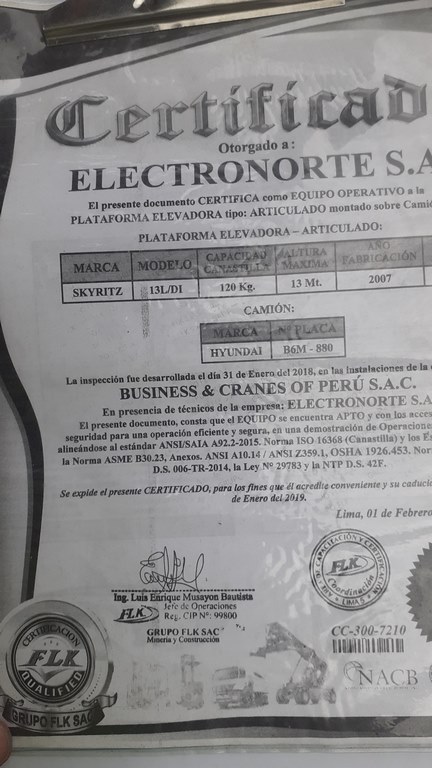 Certificad
Otorgado a:
ELECTRONORTE S.A
El presente documento CERTIFICA como EQUIPO OPERATIVO a la
PLATAFORMA ELEVADORA tipo: ARTICULADO montado sobre Cami
PLATAFORMA ELEVADORA – ARTICULADO:
MARCA MODELO CAPACIDAD CANASTILLA ALTURA MAXIMA AÑO FABRICACIÓN
SKYRITZ 13L/DI 120 Kg. 13 Mt. 2007
CAMIÓN:
MARCA Nº PLACA
HYUNDAI B6M - 880
La inspección fue desarrollada el día 31 de Enero del 2018, en las instalaciones de la
BUSINESS & CRANES OF PERÚ S.A.C.
En presencia de técnicos de la empresa: ELECTRONORTE S.A
El presente documento, consta que el EQUIPO se encuentra APTO y con los acces
seguridad para una operación eficiente y segura, en una demostración de Operacione
alineándose al estándar ANSI/SAIA A92.2-2015. Norma ISO 16368 (Canastilla) y los Es
la Norma ASME B30.23, Anexos. ANSI A10.14 / ANSI Z359.1, OSHA 1926.453. Nor
D.S. 006-TR-2014, la Ley. Nº 29783 y la NTP D.S. 42F.
Se expide el presente CERTIFICADO, para los fines que él acredite conveniente y su caduci
de Enero del 2019.
Lima, 01 de Febrero
Ing. Luis Enrique Musayon Bautista
Jefe de Operaciones
FLK Reg. CIP Nº: 99800
GRUPO FLK SAC
Minería y Construcción
CAPACITACIÓN Y CERTIFICA
FLK
Coordinación
LIMA
CC-300-7210
NACB
CERTIFICACION
FLK
QUALIFIED
GRUPO FLK SAC